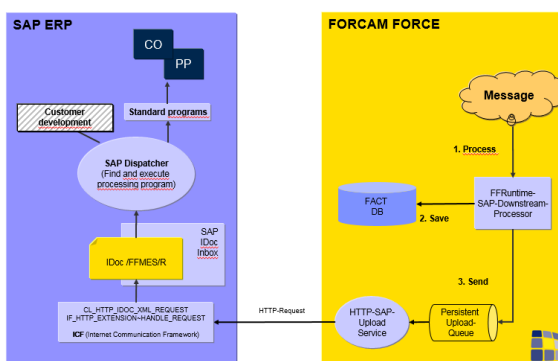 SAP ERP
CO
PP
Customer
development
Standard programs
SAP Dispatcher
(Find and execute
processing program)
SAP
IDoc
Inbox
IDoc /FFMES/R
CL_HTTP_IDOC_XML_REQUEST
IF_HTTP_EXTENSION~HANDLE_REQUEST
ICF (Internet Communication Framework)
HTTP-Request
FORCAM FORCE
Message
1. Process
FFRuntime-
SAP-Downstream-
Processor
FACT
DB
2. Save
3. Send
HTTP-SAP-
Upload
Service
Persistent
Upload-
Queue